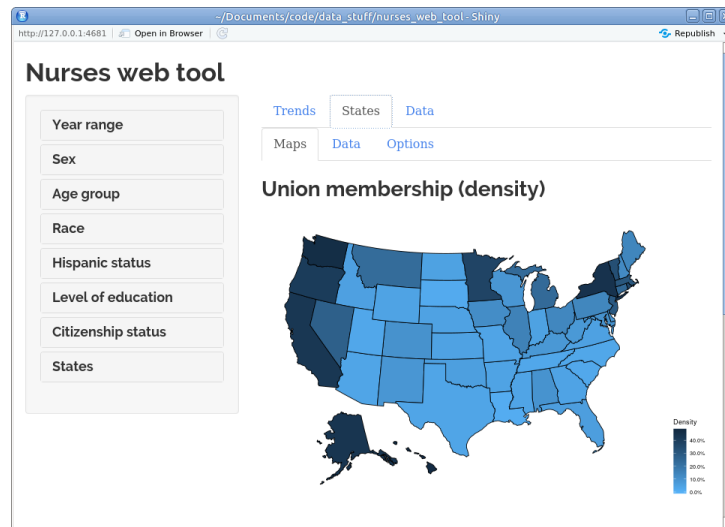 ~/Documents/code/data_stuff/nurses_web_tool - Shiny
http://127.0.0.1:4681 Open in Browser Republish
Nurses web tool
Trends States Data
Maps Data Options
Year range
Sex
Age group
Race
Hispanic status
Level of education
Citizenship status
States
Union membership (density)
Density
40.0%
30.0%
20.0%
10.0%
0.0%